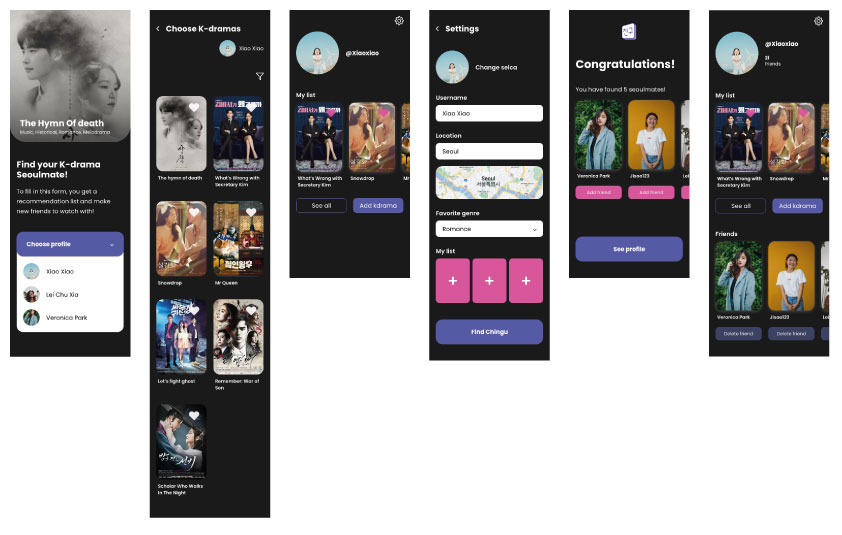 The Hymn Of death
Music, Historical, Romance, Melodrama
Find your K-drama
Seoulmate!
To fill in this form, you get a
recommendation list and make
new friends to watch with!
Choose profile
Xiao Xiao
Lei Chu Xia
Veronica Park
Choose K-dramas
Xiao Xiao
The hymn of death
What's Wrong with
Secretary Kim
Snowdrop
Mr Queen
Let's fight ghost
Remember: War of
Son
Scholar Who Walks
In The Night
@Xiaoxiao
My list
What's Wrong with
Secretary Kim
Snowdrop
See all
Add kdrama
Settings
Change selca
Username
Xiao Xiao
Location
Seoul
Seoul
서울특별시
Favorite genre
Romance
My list
+
+
+
Find Chingu
Congratulations!
You have found 5 seoulmates!
Veronica Park
Jisoo123
Add friend
Add friend
See profile
@Xiaoxiao
friends
My list
What's Wrong with
Secretary Kim
Snowdrop
See all
Add kdrama
Friends
Veronica Park
Jisoo123
Delete friend
Delete friend